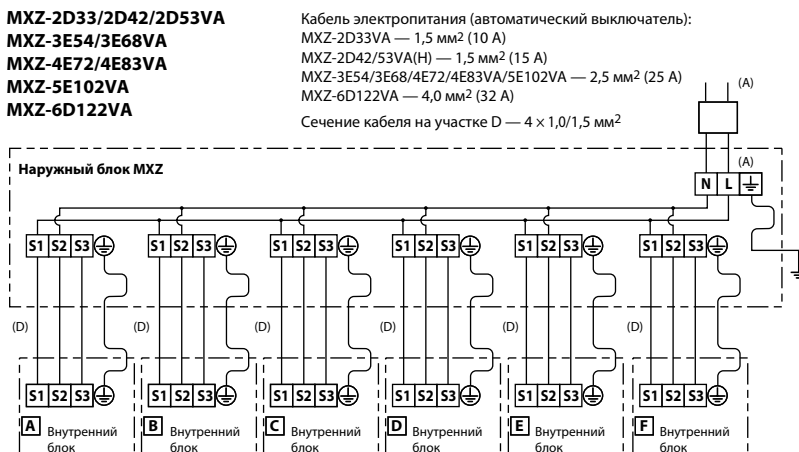 MXZ-2D33/2D42/2D53VA
MXZ-3E54/3E68VA
MXZ-4E72/4E83VA
MXZ-5E102VA
MXZ-6D122VA
Кабель электропитания (автоматический выключатель):
MXZ-2D33VA — 1,5 мм² (10 А)
MXZ-2D42/53VA(H) — 1,5 мм² (15 А)
MXZ-3E54/3E68/4E72/4E83VA/5E102VA — 2,5 мм² (25 А)
MXZ-6D122VA — 4,0 мм² (32 А)
Сечение кабеля на участке D — 4 × 1,0/1,5 мм²
(A)
(A)
Наружный блок MXZ
N L
S1 S2 S3 S1 S2 S3 S1 S2 S3 S1 S2 S3 S1 S2 S3 S1 S2 S3
(D) (D) (D) (D) (D) (D)
S1 S2 S3 S1 S2 S3 S1 S2 S3 S1 S2 S3 S1 S2 S3 S1 S2 S3
A Внутренний блок
B Внутренний блок
C Внутренний блок
D Внутренний блок
E Внутренний блок
F Внутренний блок